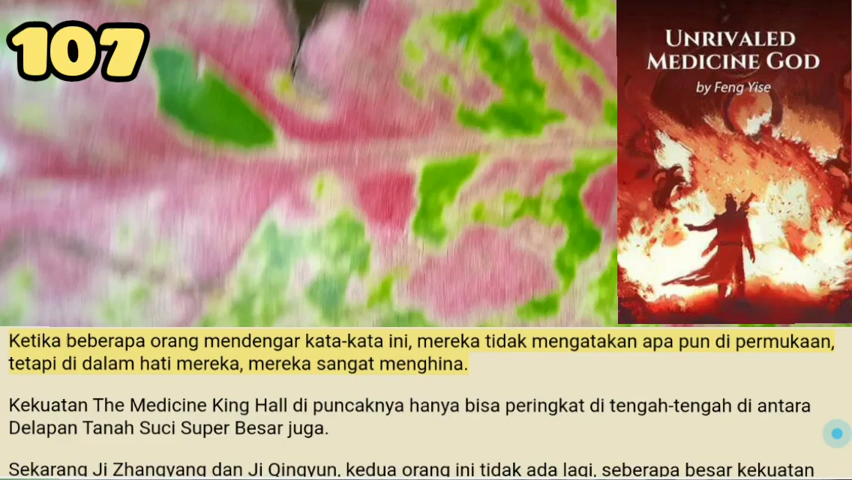 107
UNRIVALED
MEDICINE GOD
by Feng Yise
Ketika beberapa orang mendengar kata-kata ini, mereka tidak mengatakan apa pun di permukaan,
tetapi di dalam hati mereka, mereka sangat menghina.
Kekuatan The Medicine King Hall di puncaknya hanya bisa peringkat di tengah-tengah di antara
Delapan Tanah Suci Super Besar juga.
Sekarang Ji Zhangyang dan Ji Qingyun, kedua orang ini tidak ada lagi, seberapa besar kekuatan